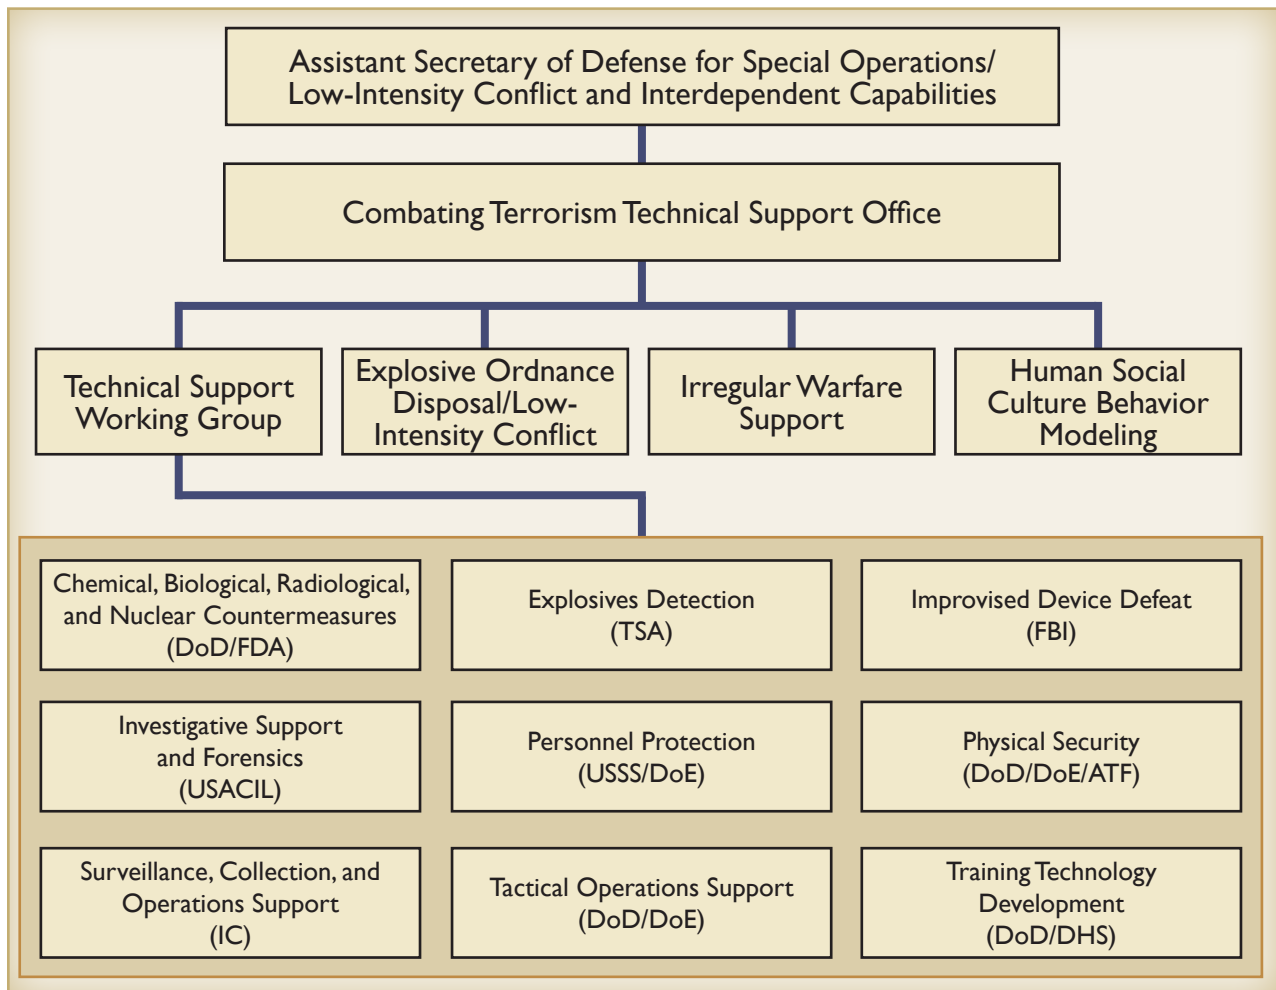 Assistant Secretary of Defense for Special Operations/
Low-Intensity Conflict and Interdependent Capabilities
Combating Terrorism Technical Support Office
Technical Support
Working Group
Explosive Ordnance
Disposal/Low-
Intensity Conflict
Irregular Warfare
Support
Human Social
Culture Behavior
Modeling
Chemical, Biological, Radiological,
and Nuclear Countermeasures
(DoD/FDA)
Explosives Detection
(TSA)
Improvised Device Defeat
(FBI)
Investigative Support
and Forensics
(USACIL)
Personnel Protection
(USSS/DoE)
Physical Security
(DoD/DoE/ATF)
Surveillance, Collection, and
Operations Support
(IC)
Tactical Operations Support
(DoD/DoE)
Training Technology
Development
(DoD/DHS)